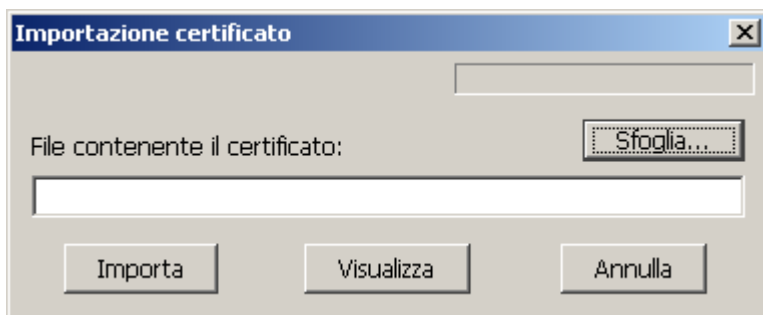 Importazione certificato
File contenente il certificato:
Sfoglia...
Importa
Visualizza
Annulla